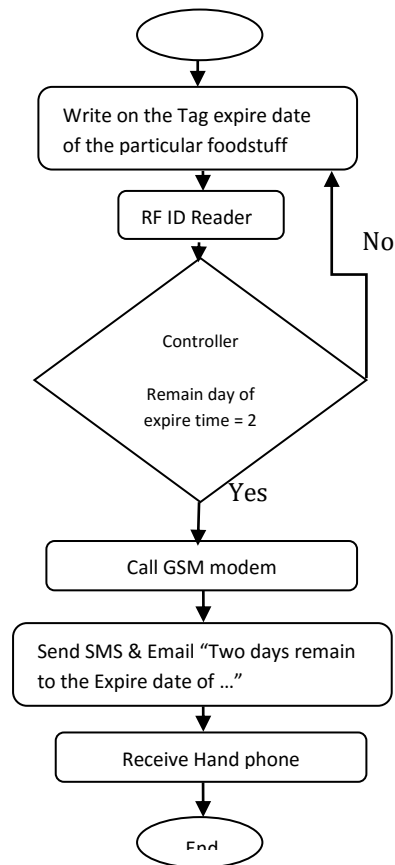 Write on the Tag expire date
of the particular foodstuff
RF ID Reader
No
Controller
Remain day of
expire time = 2
Yes
Call GSM modem
Send SMS & Email “Two days remain
to the Expire date of ...”
Receive Hand phone
End